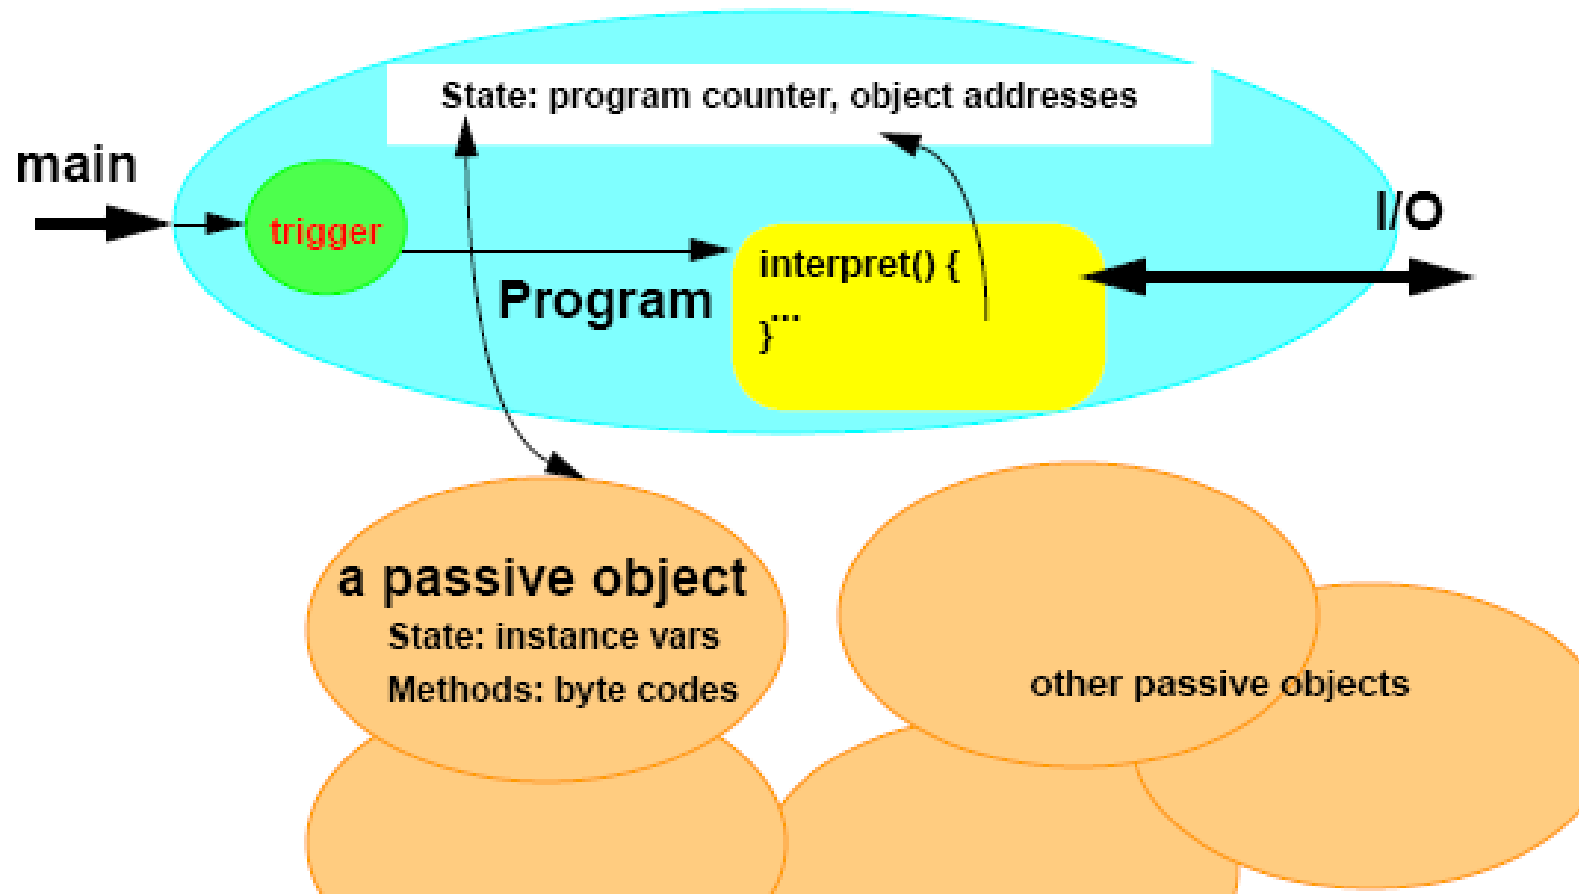 State: program counter, object addresses
main
trigger
I/O
interpret() {
Program
...
}
a passive object
State: instance vars
Methods: byte codes
other passive objects